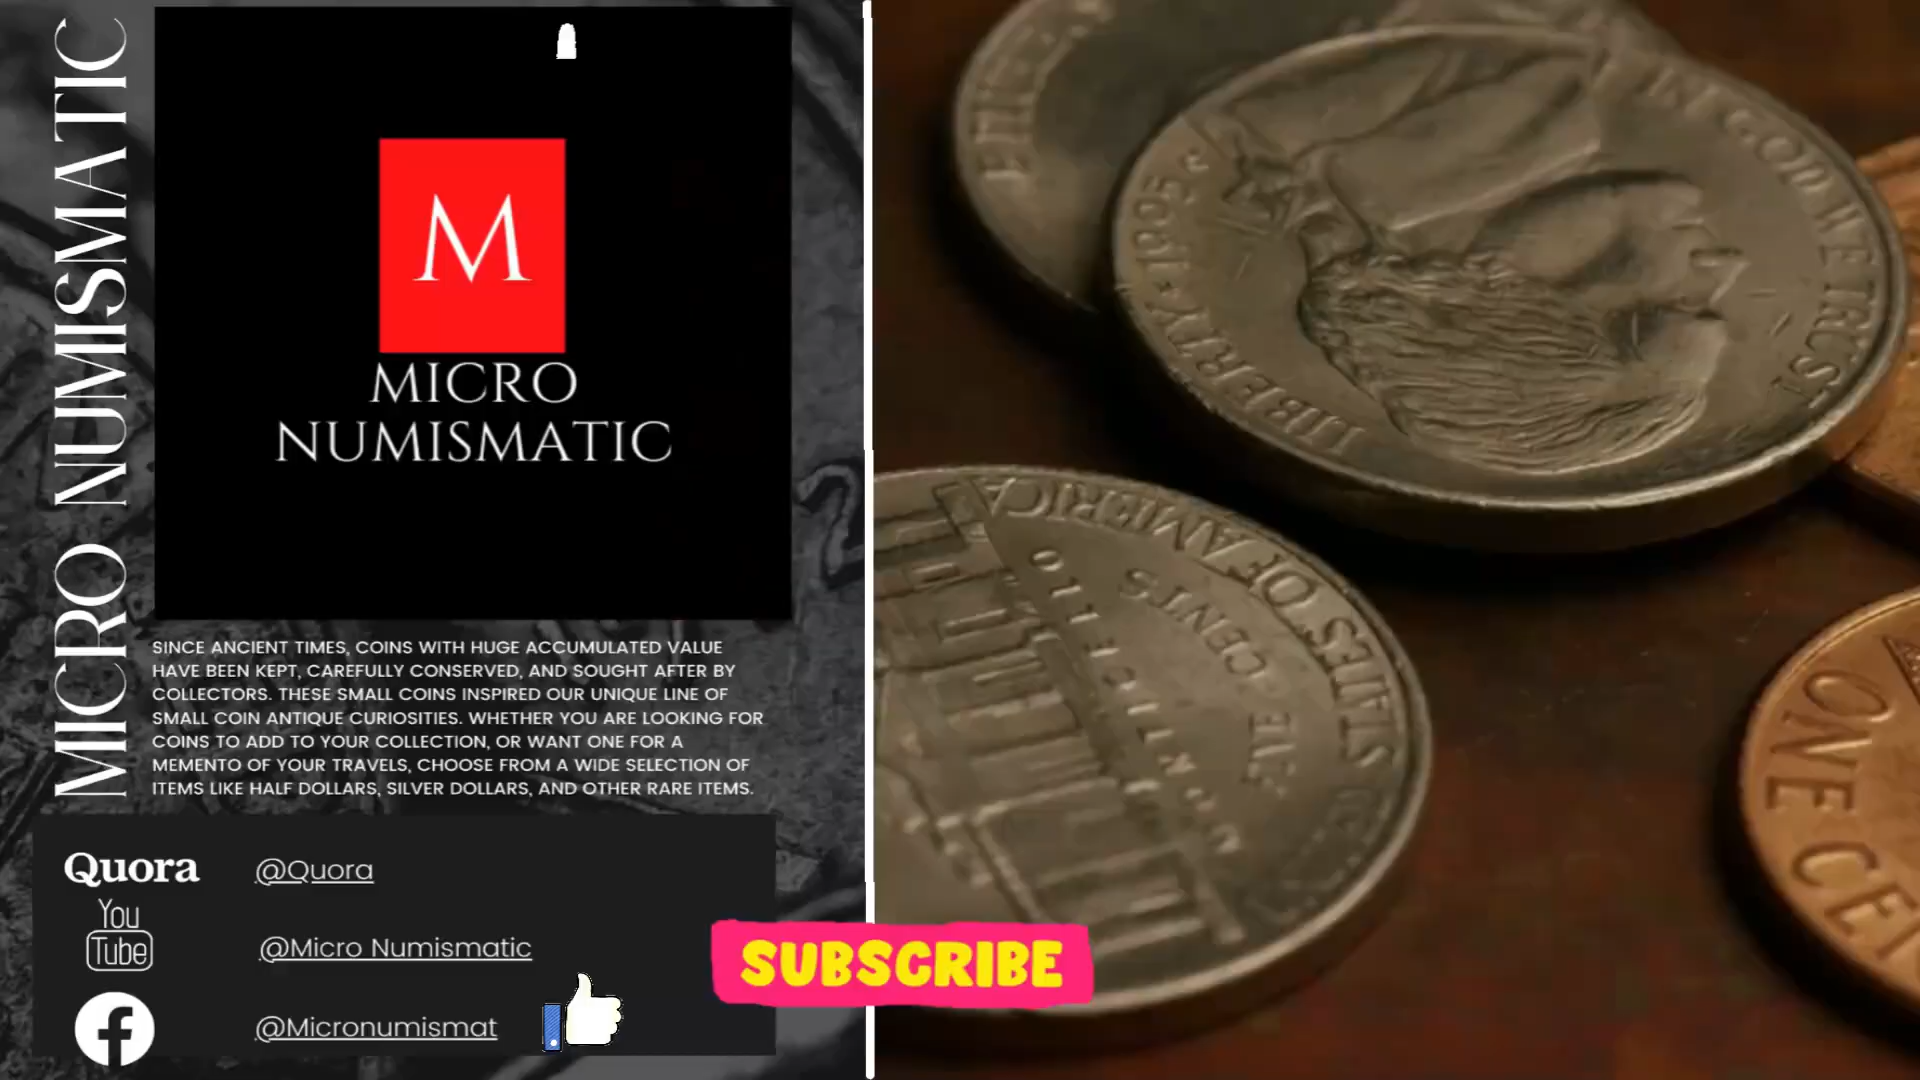 MICRO NUMISMATIC
M
MICRO
NUMISMATIC
SINCE ANCIENT TIMES, COINS WITH HUGE ACCUMULATED VALUE
HAVE BEEN KEPT, CAREFULLY CONSERVED, AND SOUGHT AFTER BY
COLLECTORS. THESE SMALL COINS INSPIRED OUR UNIQUE LINE OF
SMALL COIN ANTIQUE CURIOSITIES. WHETHER YOU ARE LOOKING FOR
COINS TO ADD TO YOUR COLLECTION, OR WANT ONE FOR A
MEMENTO OF YOUR TRAVELS, CHOOSE FROM A WIDE SELECTION OF
ITEMS LIKE HALF DOLLARS, SILVER DOLLARS, AND OTHER RARE ITEMS.
Quora @Quora
You
Tube @Micro Numismatic
f @Micronumismat
SUBSCRIBE
IN GOD WE TRUST
LIBERTY
STATES OF AMERICA
CENTS
MONTICELLO
ONE